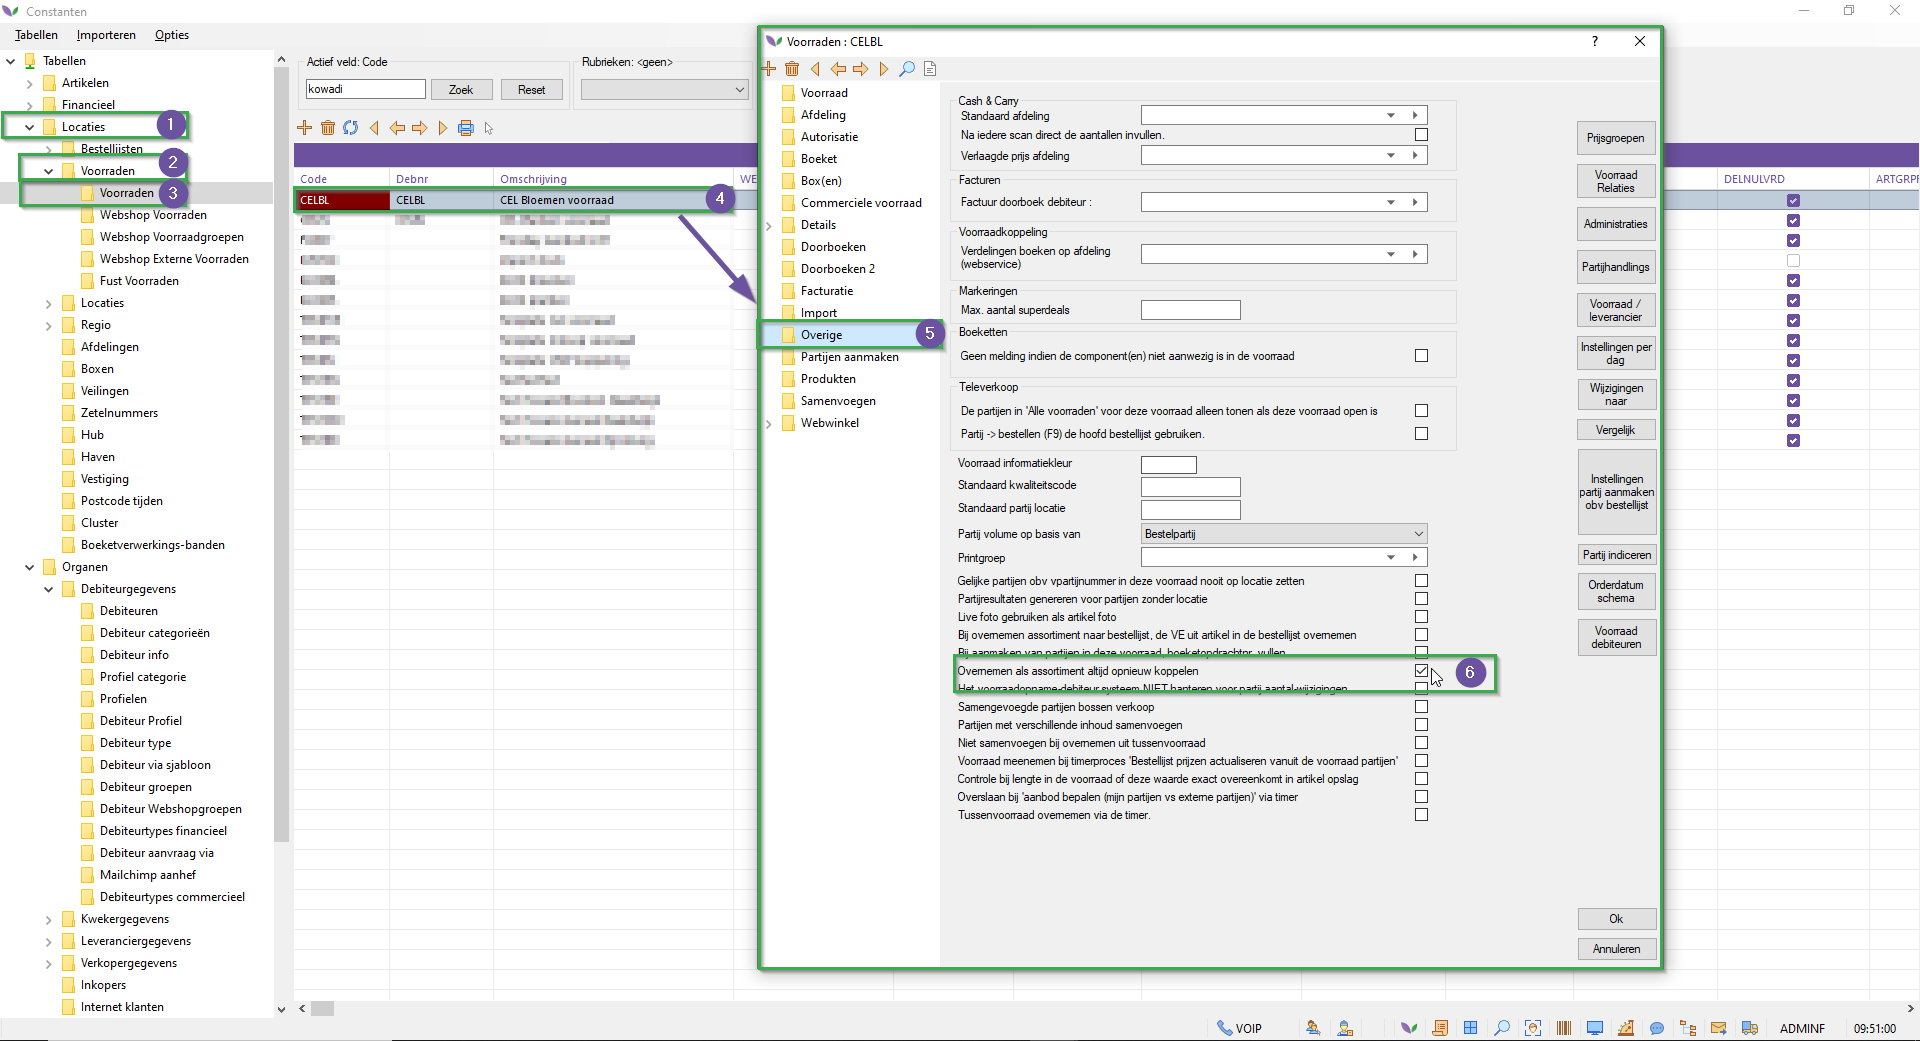 Constanten
Tabellen Importeren Opties
Tabellen
Artikelen
Financieel
Locaties 1
Bestellijsten
Voorraden 2
Voorraden 3
Webshop Voorraden
Webshop Voorraadgroepen
Webshop Externe Voorraden
Fust Voorraden
Locaties
Regio
Afdelingen
Boxen
Veilingen
Zetelnummers
Hub
Haven
Vestiging
Postcode tijden
Cluster
Boeketverwerkings-banden
Organen
Debiteurgegevens
Debiteuren
Debiteur categorieën
Debiteur info
Profiel categorie
Profielen
Debiteur Profiel
Debiteur type
Debiteur via sjabloon
Debiteur groepen
Debiteur Webshopgroepen
Debiteurtypes financieel
Debiteur aanvraag via
Mailchimp aanhef
Debiteurtypes commercieel
Kwekergegevens
Leveranciergegevens
Verkopergegevens
Inkopers
Internet klanten
Actief veld: Code
kowadi Zoek Reset
Rubrieken: <geen>
Code Debnr Omschrijving WE DELNULVRD ARTGRPF
CELBL CELBL CEL Bloemen voorraad 4
Voorraden : CELBL ?
Voorraad
Afdeling
Autorisatie
Boeket
Box(en)
Commerciele voorraad
Details
Doorboeken
Doorboeken 2
Facturatie
Import
Overige 5
Partijen aanmaken
Produkten
Samenvoegen
Webwinkel
Cash & Carry
Standaard afdeling
Na iedere scan direct de aantallen invullen.
Verlaagde prijs afdeling
Facturen
Factuur doorboek debiteur :
Voorraadkoppeling
Verdelingen boeken op afdeling
(webservice)
Markeringen
Max. aantal superdeals
Boeketten
Geen melding indien de component(en) niet aanwezig is in de voorraad
Televerkoop
De partijen in 'Alle voorraden' voor deze voorraad alleen tonen als deze voorraad open is
Partij -> bestellen (F9) de hoofd bestellijst gebruiken.
Voorraad informatiekleur
Standaard kwaliteitscode
Standaard partij locatie
Partij volume op basis van Bestelpartij
Printgroep
Gelijke partijen obv vpartijnummer in deze voorraad nooit op locatie zetten
Partijresultaten genereren voor partijen zonder locatie
Live foto gebruiken als artikel foto
Bij overnemen assortiment naar bestellijst, de VE uit artikel in de bestellijst overnemen
Bij aanmaken van partijen in deze voorraad, boeketopdrachtnr. vullen
Overnemen als assortiment altijd opnieuw koppelen 6
Het voorraadopname-debiteur systeem NIET hanteren voor partij aantal-wijzigingen
Samengevoegde partijen bossen verkoop
Partijen met verschillende inhoud samenvoegen
Niet samenvoegen bij overnemen uit tussenvoorraad
Voorraad meenemen bij timerproces 'Bestellijst prijzen actualiseren vanuit de voorraad partijen'
Controle bij lengte in de voorraad of deze waarde exact overeenkomt in artikel opslag
Overslaan bij 'aanbod bepalen (mijn partijen vs externe partijen)' via timer
Tussenvoorraad overnemen via de timer.
Prijsgroepen
Voorraad
Relaties
Administraties
Partijhandlings
Voorraad /
leverancier
Instellingen per
dag
Wijzigingen
naar
Vergelijk
Instellingen
partij aanmaken
obv bestellijst
Partij indiceren
Orderdatum
schema
Voorraad
debiteuren
Ok
Annuleren
VOIP ADMINF 09:51:00